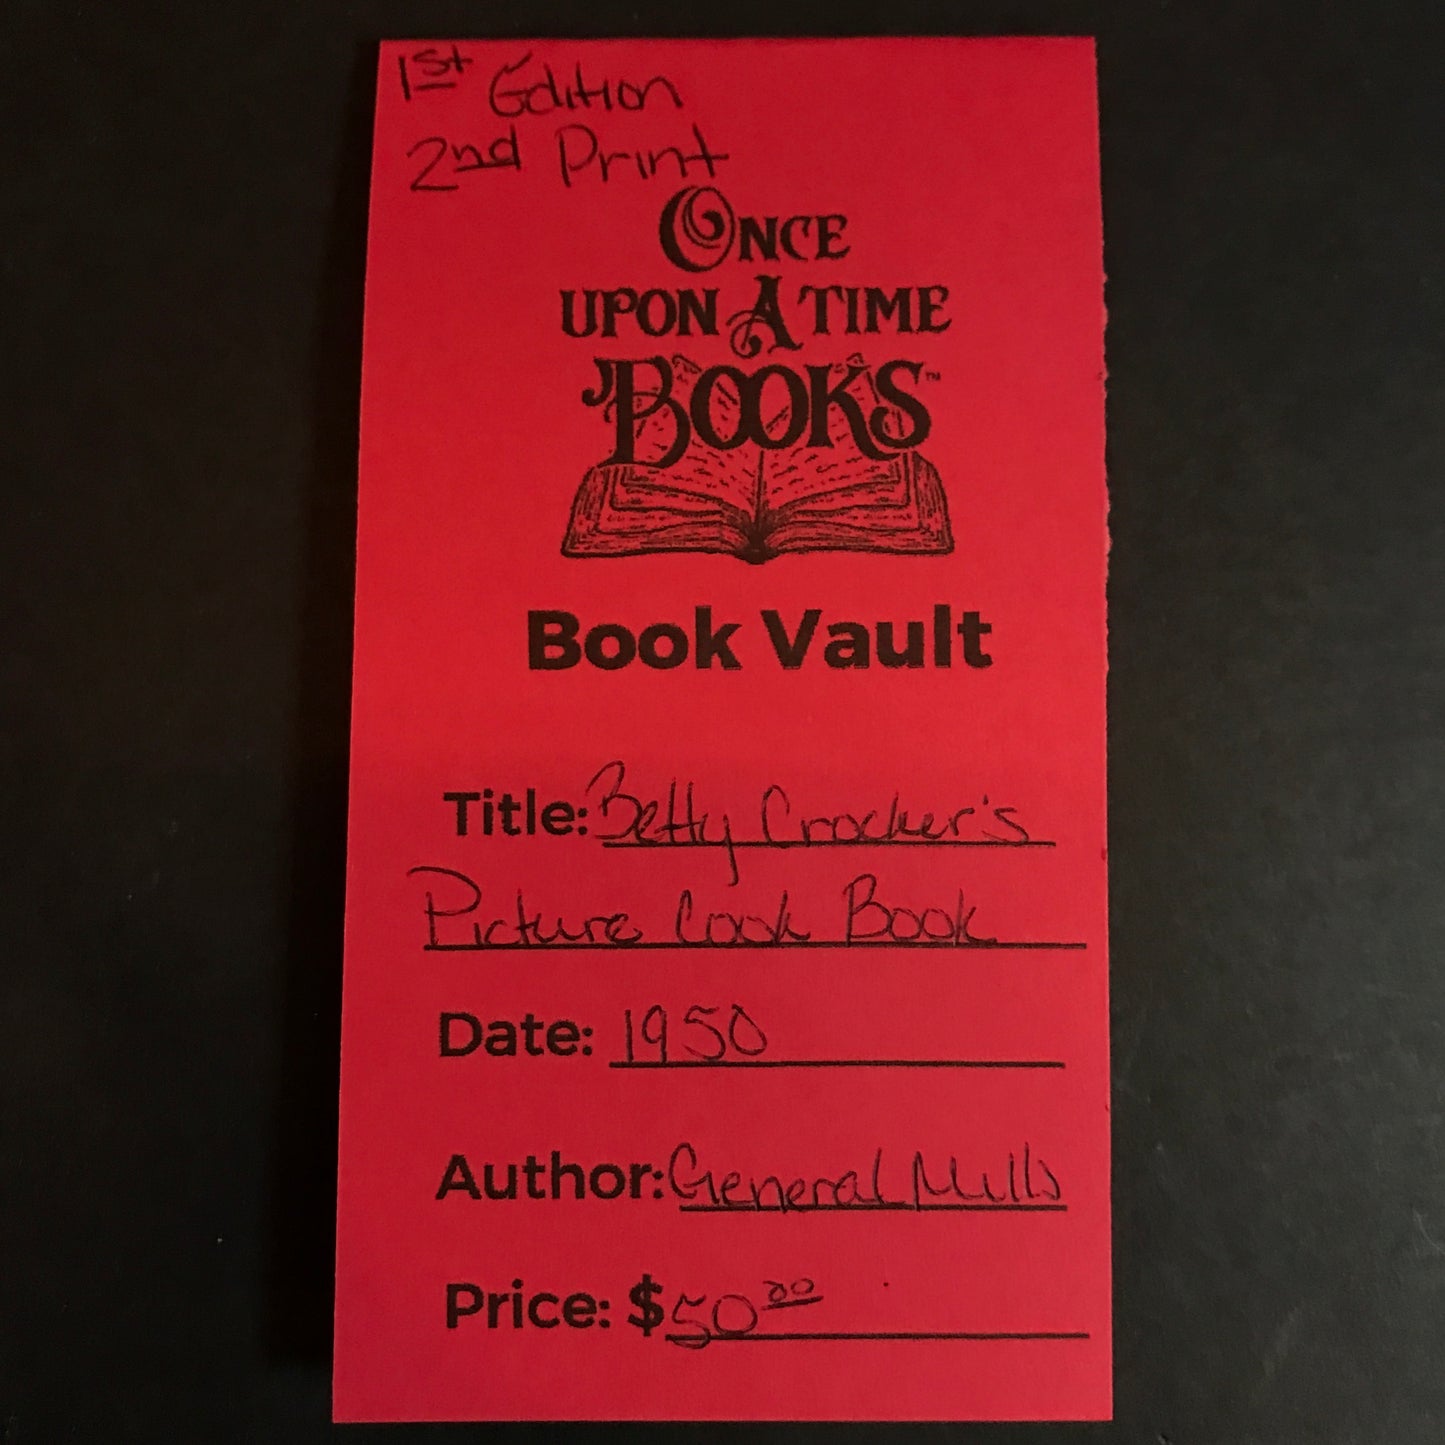 1st Edition
2nd Print
ONCE
UPON A TIME
BOOKS™
Book Vault
Title: Betty Crocker's
Picture Cook Book
Date: 1950
Author: General Mills
Price: $50.00